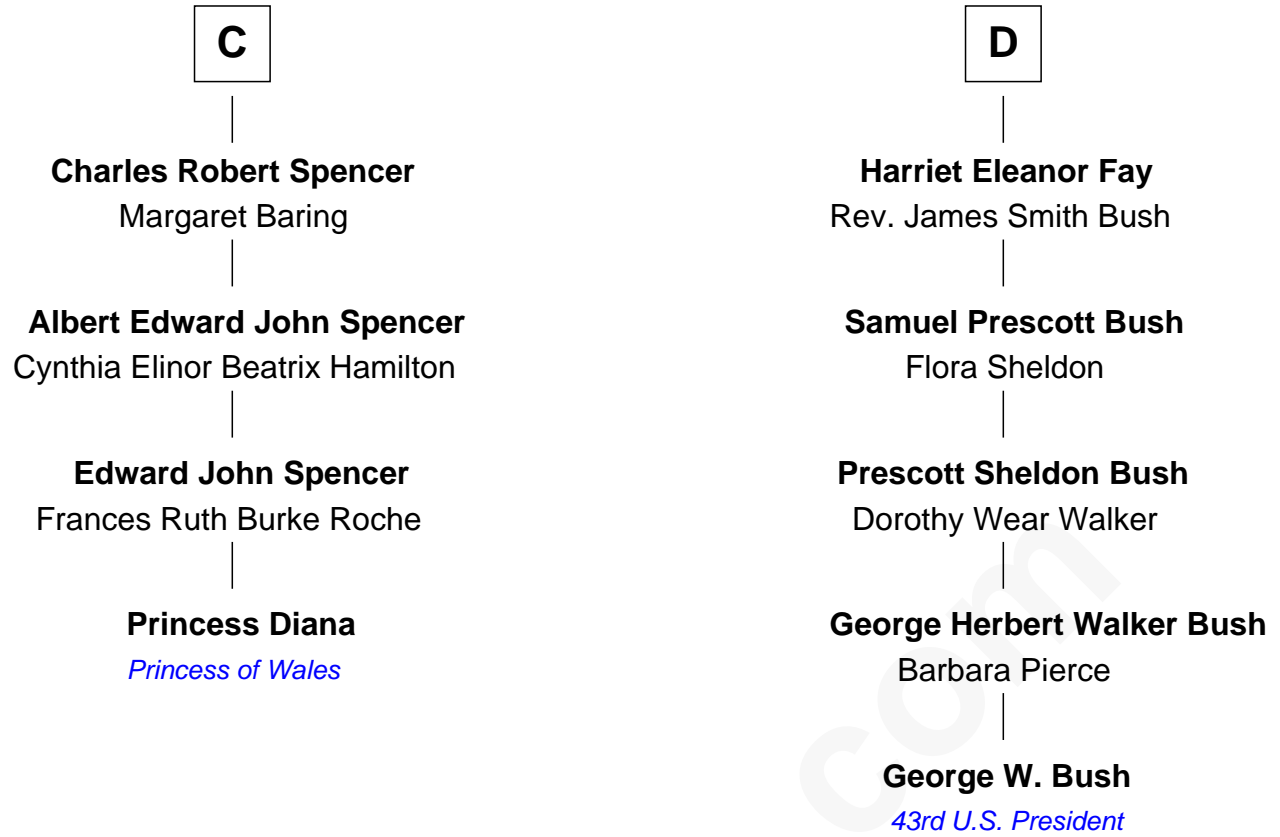 C
Charles Robert Spencer
Margaret Baring
Albert Edward John Spencer
Cynthia Elinor Beatrix Hamilton
Edward John Spencer
Frances Ruth Burke Roche
Princess Diana
Princess of Wales
D
Harriet Eleanor Fay
Rev. James Smith Bush
Samuel Prescott Bush
Flora Sheldon
Prescott Sheldon Bush
Dorothy Wear Walker
George Herbert Walker Bush
Barbara Pierce
George W. Bush
43rd U.S. President
com